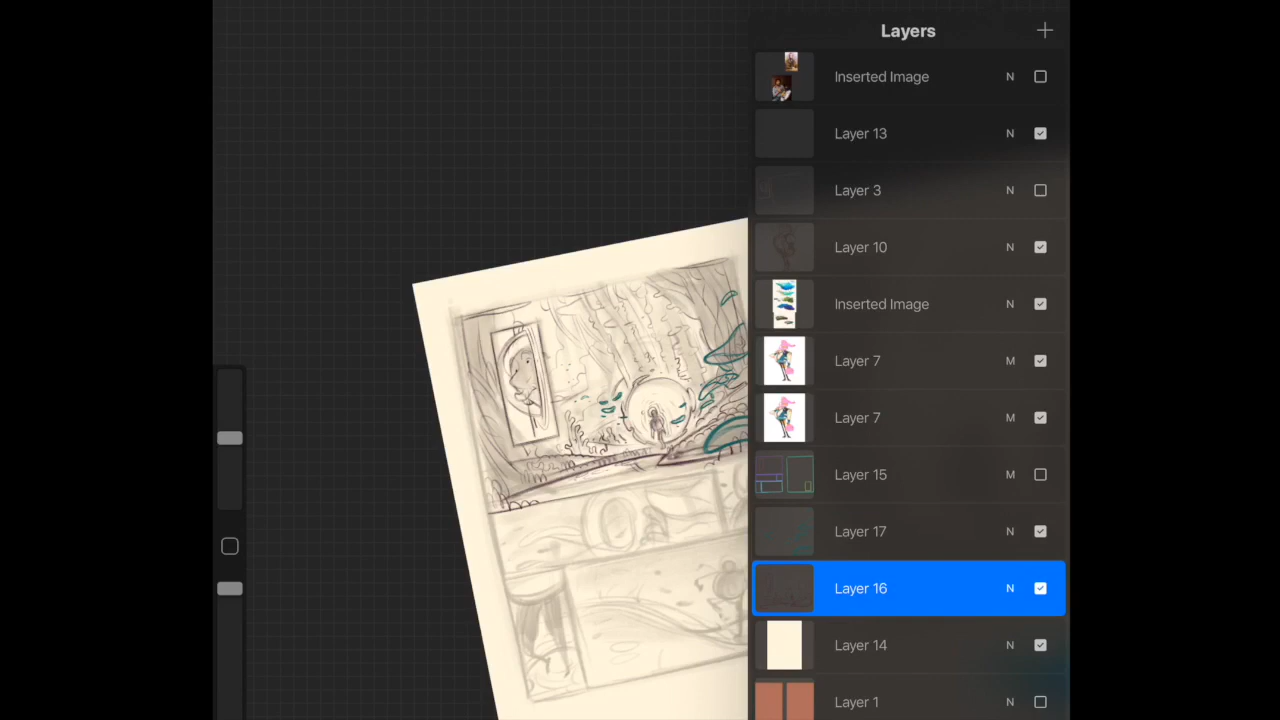 Layers
Inserted Image N
Layer 13 N
Layer 3 N
Layer 10 N
Inserted Image N
Layer 7 M
Layer 7 M
Layer 15 M
Layer 17 N
Layer 16 N
Layer 14 N
Layer 1 N